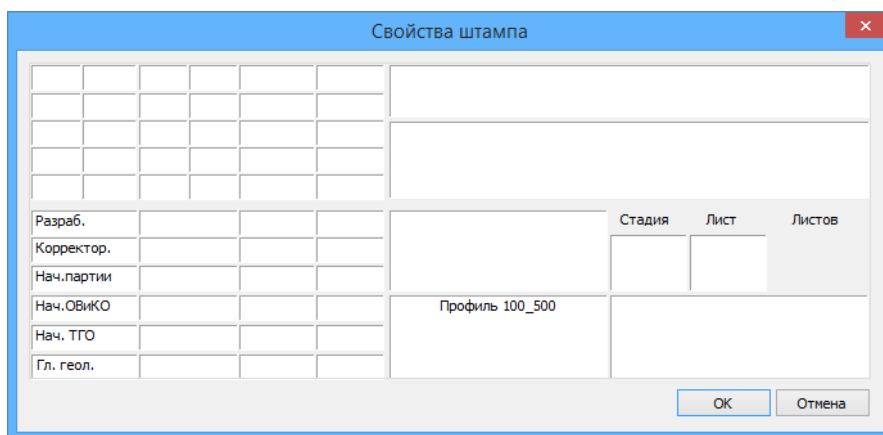 Свойства штампа
Разраб.
Стадия Лист Листов
Корректор.
Нач.партии
Нач.ОВиКО
Профиль 100_500
Нач. ТГО
Гл. геол.
OK Отмена